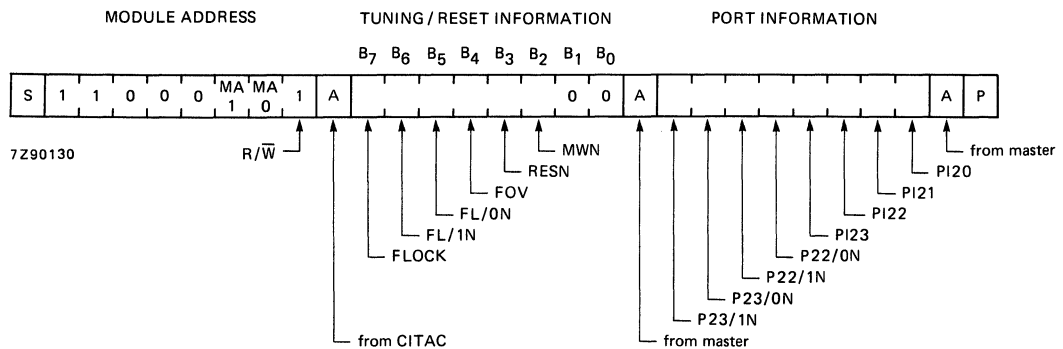 MODULE ADDRESS TUNING/RESET INFORMATION PORT INFORMATION
B7 B6 B5 B4 B3 B2 B1 B0
S 1 1 0 0 0 MA 1 MA 0 1 A 0 0 A A P
7Z90130
R/W̅
MWN
from master
RESN
PI20
FOV
PI21
FL/0N
PI22
FL/1N
PI23
FLOCK
P22/0N
P22/1N
P23/0N
P23/1N
from CITAC
from master